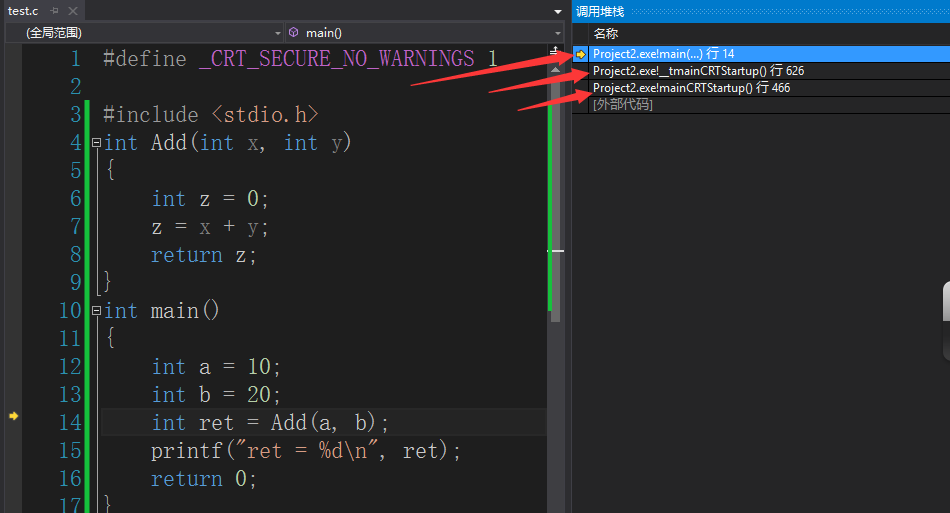 test.c
(全局范围)
main()
1 #define _CRT_SECURE_NO_WARNINGS 1
2
3 #include <stdio.h>
4 int Add(int x, int y)
5 {
6 int z = 0;
7 z = x + y;
8 return z;
9 }
10 int main()
11 {
12 int a = 10;
13 int b = 20;
14 int ret = Add(a, b);
15 printf("ret = %d\n", ret);
16 return 0;
17 }
调用堆栈
名称
Project2.exe!main(...) 行 14
Project2.exe!__tmainCRTStartup() 行 626
Project2.exe!mainCRTStartup() 行 466
[外部代码]